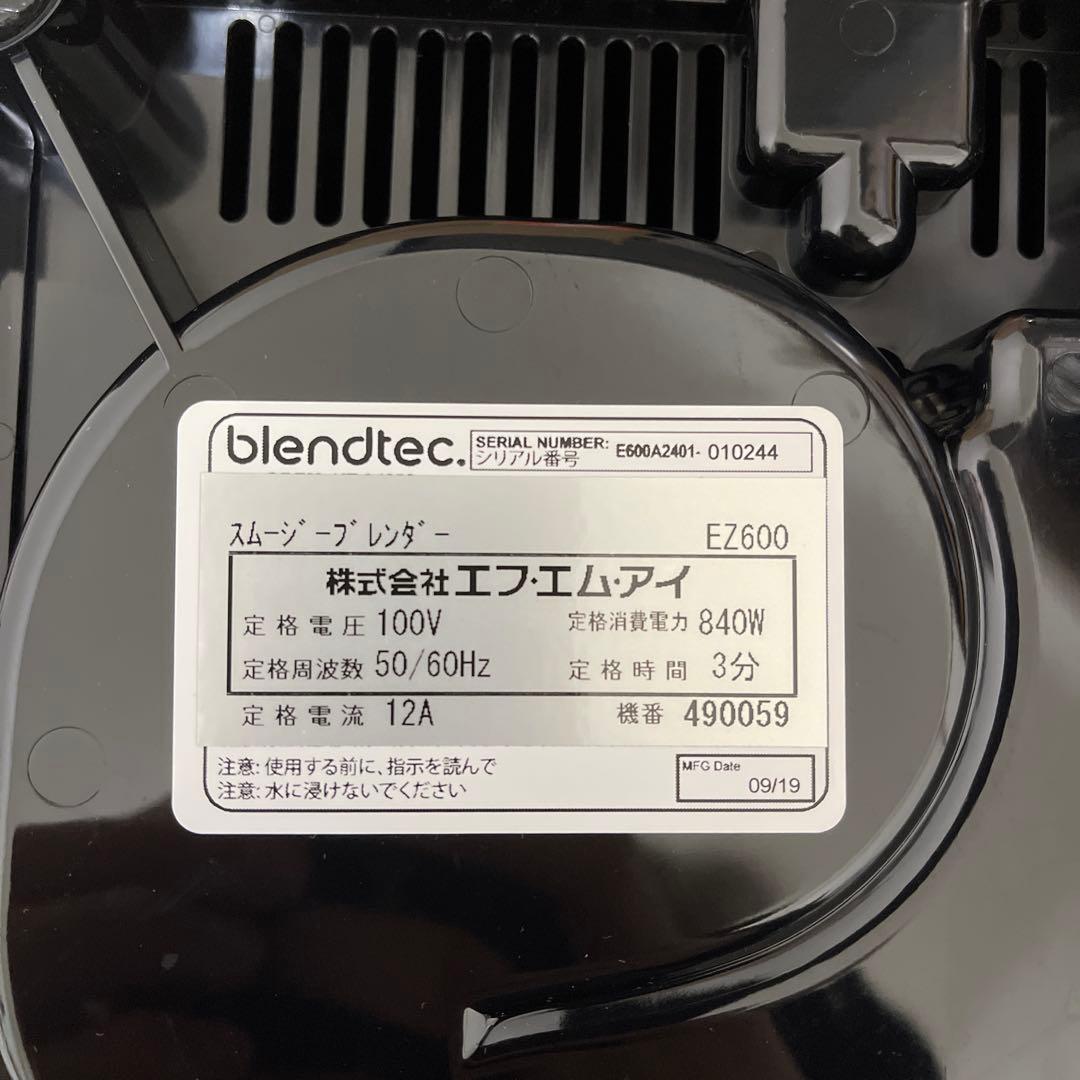 blendtec.
SERIAL NUMBER: E600A2401- 010244
シリアル番号
スムージーブレンダー EZ600
株式会社エフ・エム・アイ
定格電圧 100V 定格消費電力 840W
定格周波数 50/60Hz 定格時間 3分
定格電流 12A 機番 490059
注意: 使用する前に、指示を読んで
注意: 水に浸けないでください
MFG Date
09/19